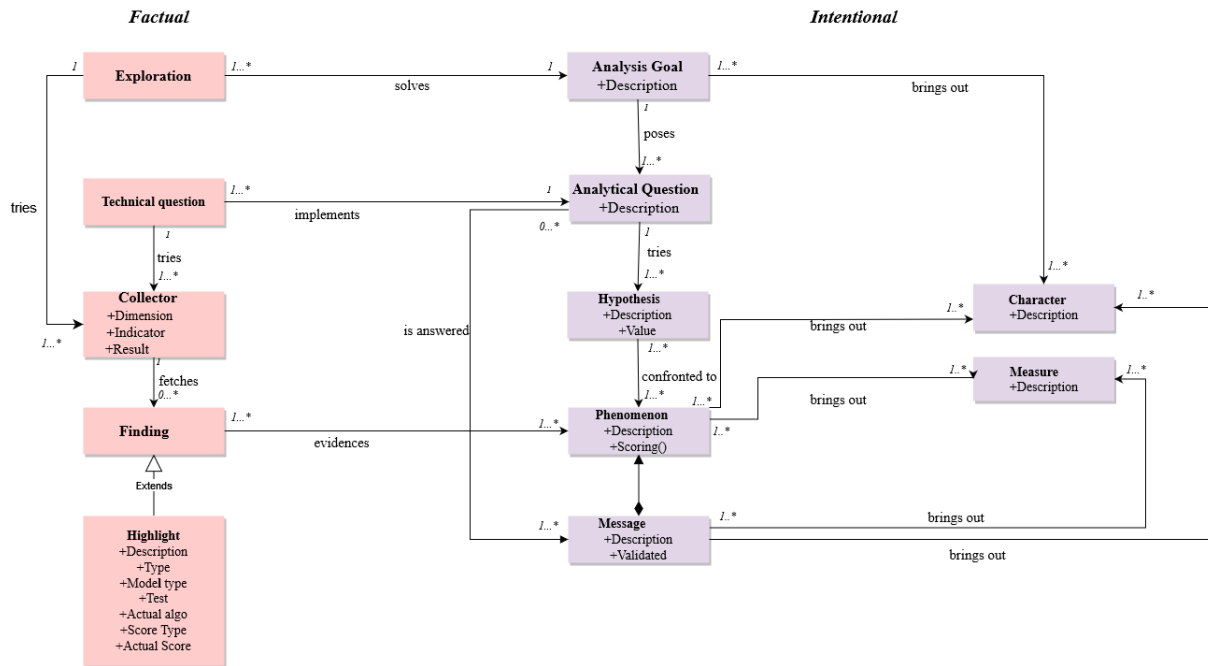 Factual
Intentional
1
Exploration
1...*
solves
1
Analysis Goal
+Description
1...*
brings out
1
poses
1...*
tries
Technical question
1...*
implements
1
Analytical Question
+Description
0...*
1
tries
1...*
1
tries
1...*
Collector
+Dimension
+Indicator
+Result
1...*
1
fetches
0...*
is answered
Hypothesis
+Description
+Value
1...*
confronted to
1...*
1...*
1..*
brings out
1...*
Character
+Description
1..*
1..*
brings out
Measure
+Description
1...*
Finding
1...*
evidences
1...*
Phenomenon
+Description
+Scoring()
1..*
Extends
Highlight
+Description
+Type
+Model type
+Test
+Actual algo
+Score Type
+Actual Score
1...*
Message
+Description
+Validated
1..*
brings out
1...*
brings out